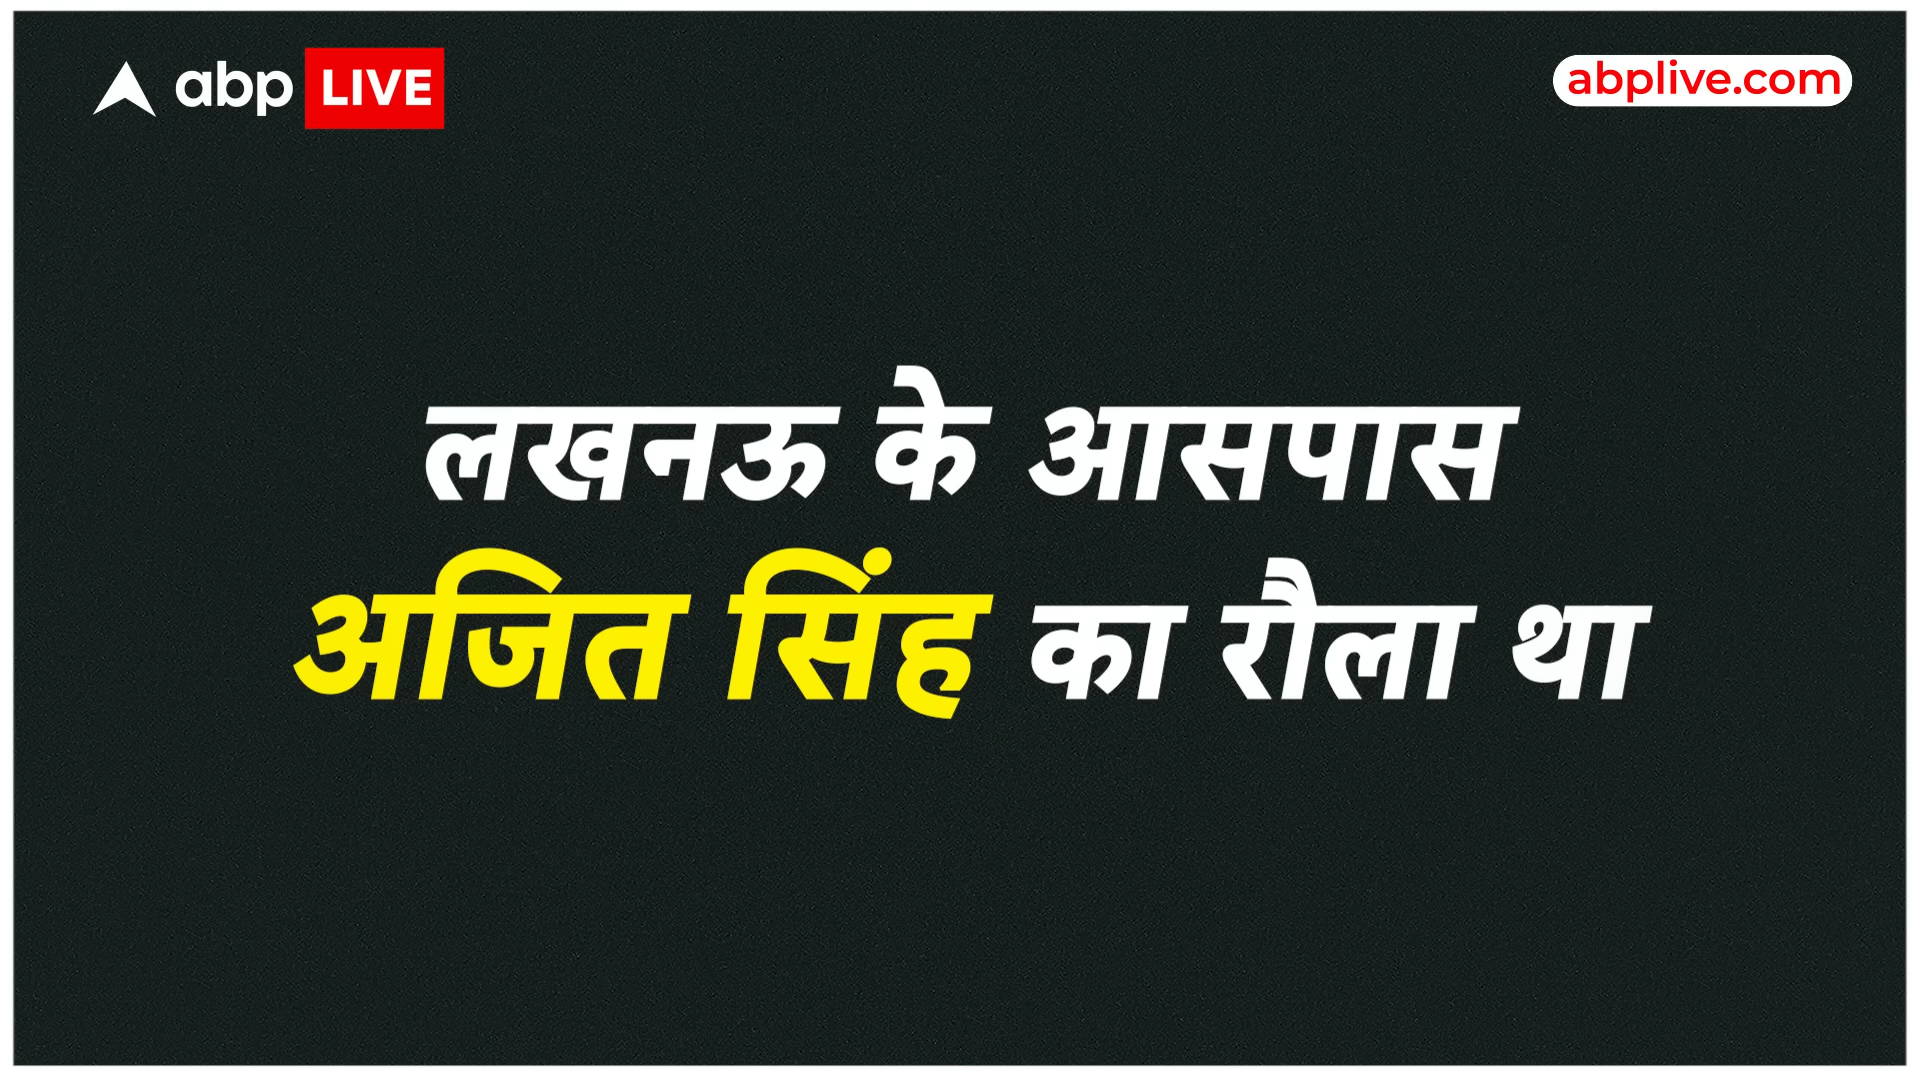 abp LIVE
abplive.com
लखनऊ के आसपास
अजित सिंह का रौला था